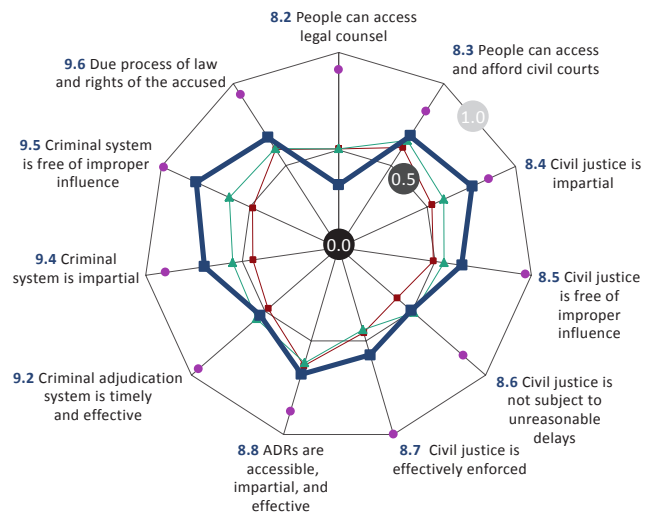 8.2 People can access
legal counsel
8.3 People can access
and afford civil courts
9.6 Due process of law
and rights of the accused
1.0
9.5 Criminal system
is free of improper
influence
8.4 Civil justice is
impartial
0.5
0.0
9.4 Criminal
system is impartial
8.5 Civil justice
is free of
improper
influence
9.2 Criminal adjudication
system is timely
and effective
8.6 Civil justice is
not subject to
unreasonable
delays
8.8 ADRs are
accessible,
impartial, and
effective
8.7 Civil justice is
effectively enforced